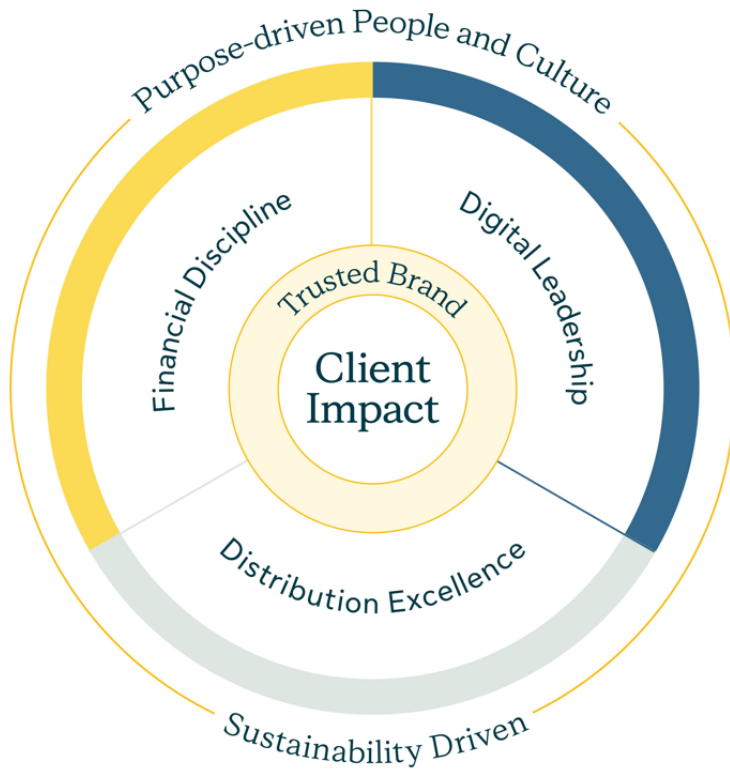 Purpose-driven People and Culture
Financial Discipline
Digital Leadership
Trusted Brand
Client
Impact
Distribution Excellence
Sustainability Driven